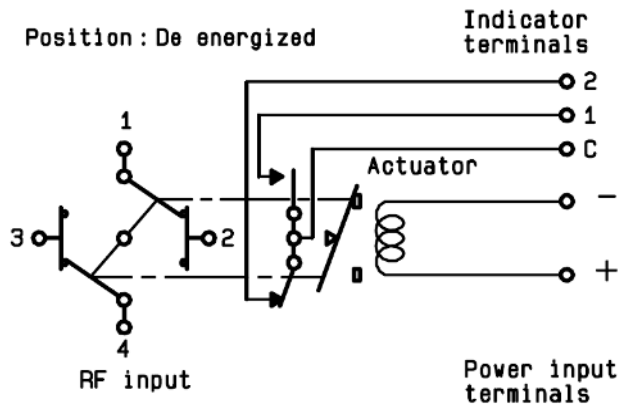 Position : De energized
Indicator
terminals
2
1
C
1
Actuator
−
3
2
+
4
RF input
Power input
terminals